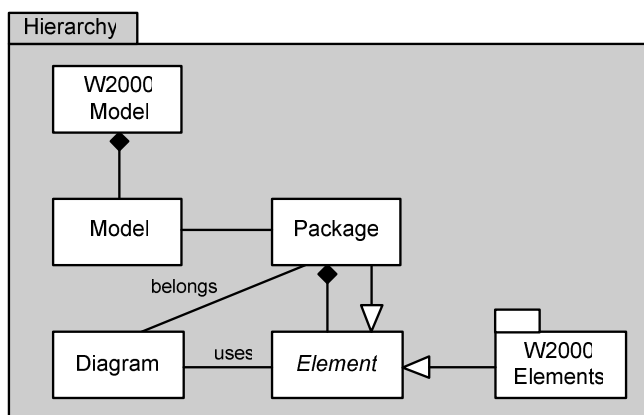 Hierarchy
W2000
Model
Model
Package
belongs
Diagram
uses
Element
W2000
Elements